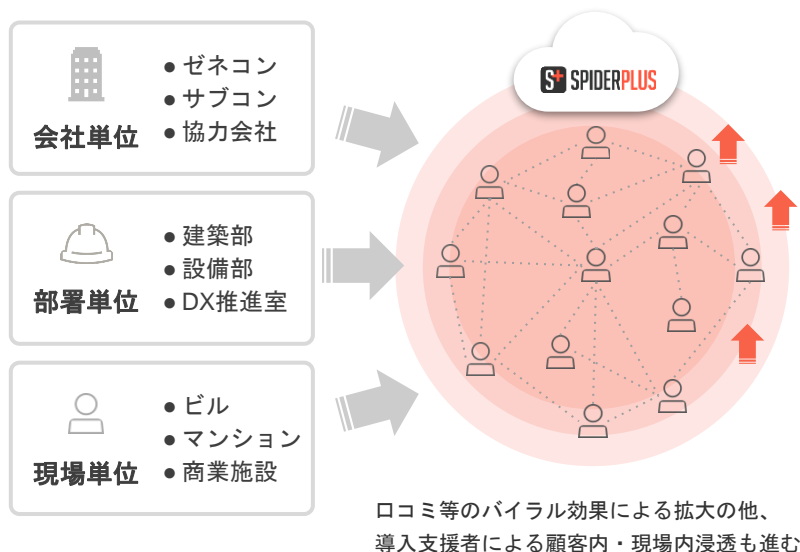 会社単位
● ゼネコン
● サブコン
● 協力会社
部署単位
● 建築部
● 設備部
● DX推進室
現場単位
● ビル
● マンション
● 商業施設
S+ SPIDERPLUS
口コミ等のバイラル効果による拡大の他、
導入支援者による顧客内・現場内浸透も進む